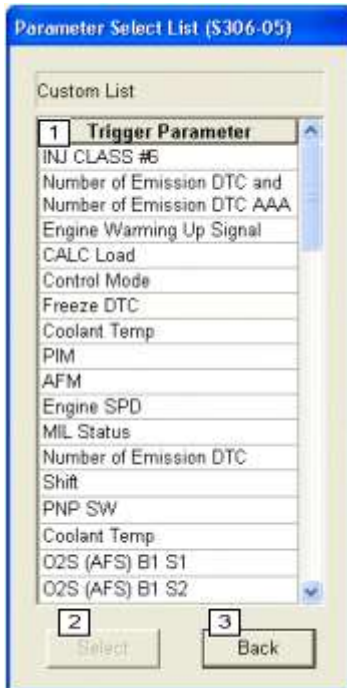 Parameter Select List (S306-05)
Custom List
1 Trigger Parameter
INJ CLASS #6
Number of Emission DTC and
Number of Emission DTC AAA
Engine Warming Up Signal
CALC Load
Control Mode
Freeze DTC
Coolant Temp
PIM
AFM
Engine SPD
MIL Status
Number of Emission DTC
Shift
PNP SW
Coolant Temp
O2S (AFS) B1 S1
O2S (AFS) B1 S2
2 3
Select Back